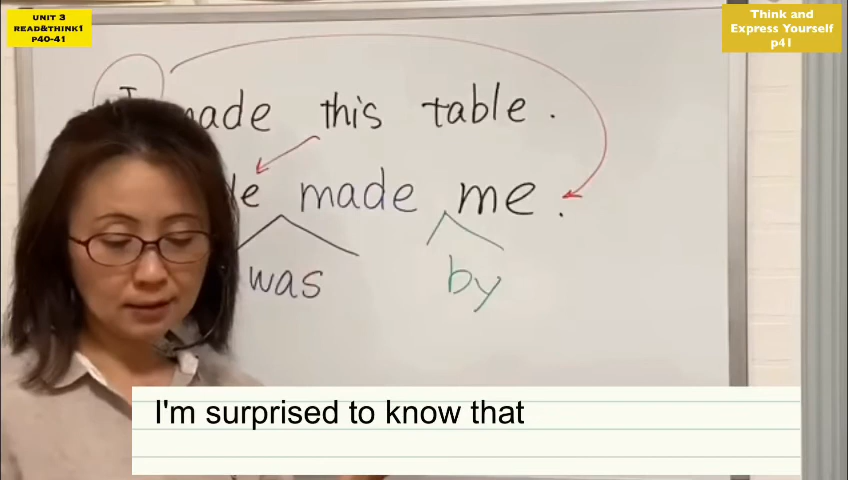 UNIT 3
READ&THINK1
P40-41
Think and
Express Yourself
p41
this table.
made me.
was by
I'm surprised to know that